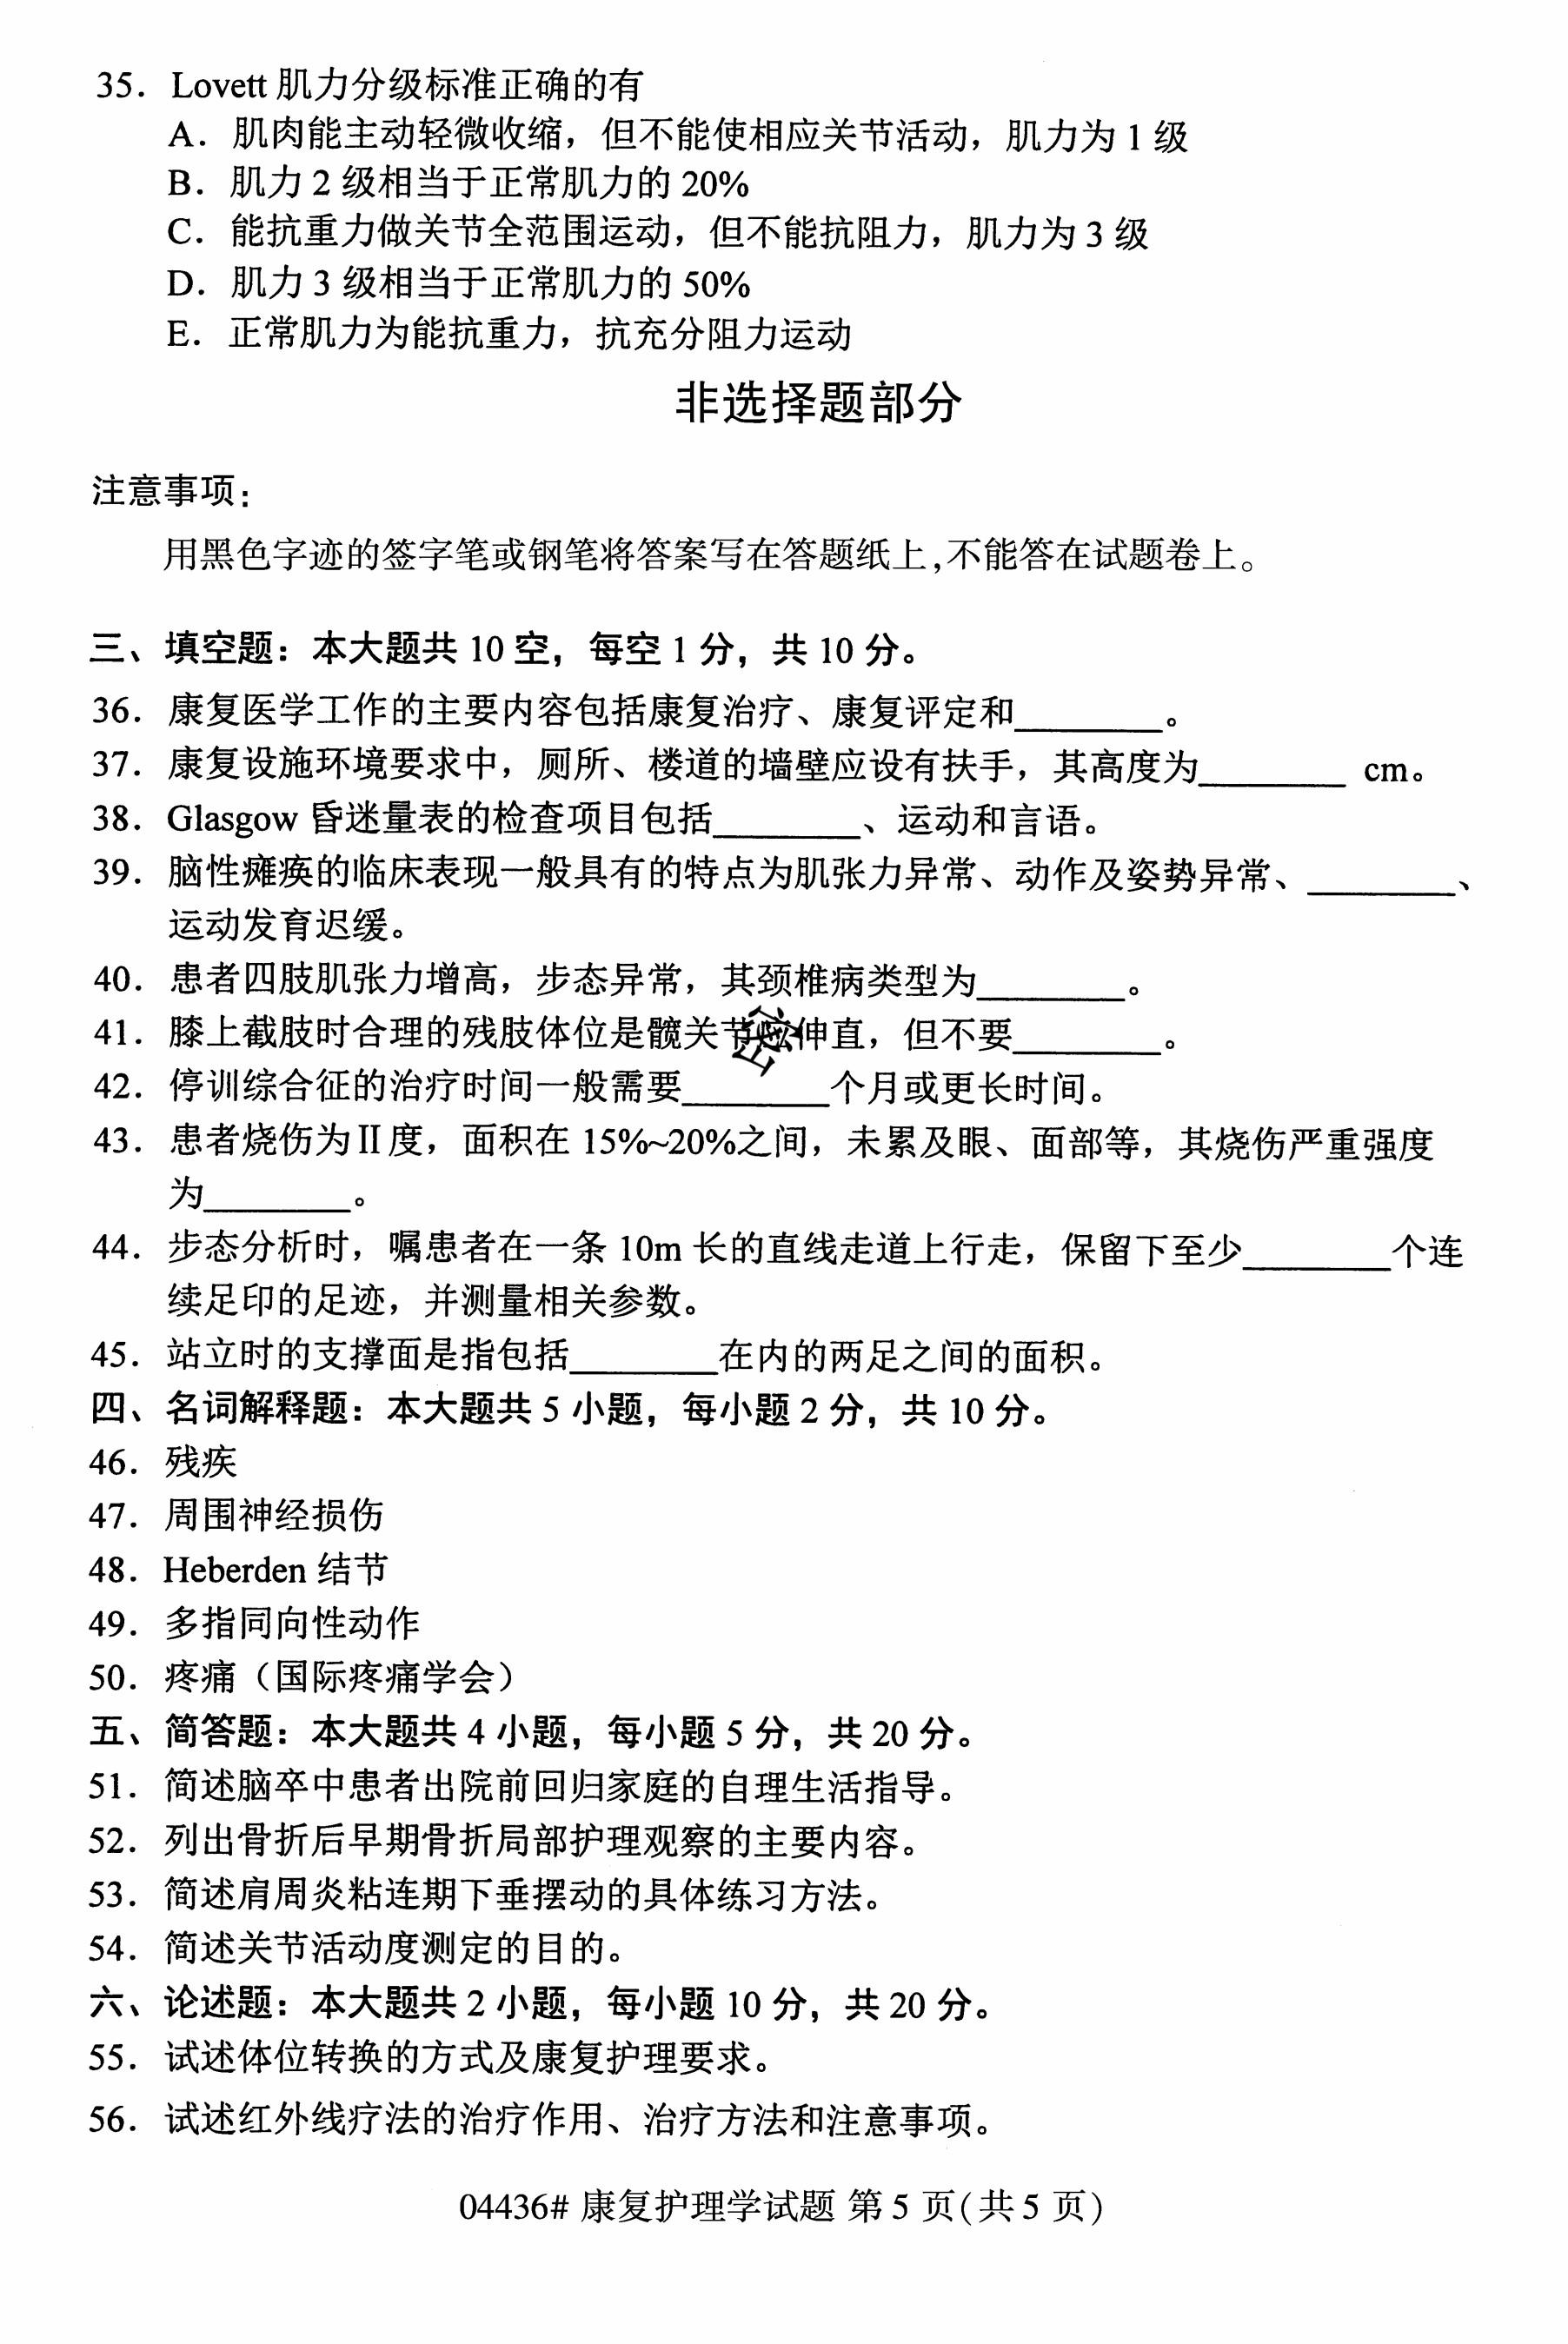 35. Lovett 肌力分级标准正确的有
A. 肌肉能主动轻微收缩，但不能使相应关节活动，肌力为 1 级
B. 肌力 2 级相当于正常肌力的 20%
C. 能抗重力做关节全范围运动，但不能抗阻力，肌力为 3 级
D. 肌力 3 级相当于正常肌力的 50%
E. 正常肌力为能抗重力，抗充分阻力运动
非选择题部分
注意事项：
用黑色字迹的签字笔或钢笔将答案写在答题纸上,不能答在试题卷上。
三、填空题：本大题共 10 空，每空 1 分，共 10 分。
36. 康复医学工作的主要内容包括康复治疗、康复评定和________。
37. 康复设施环境要求中，厕所、楼道的墙壁应设有扶手，其高度为________ cm。
38. Glasgow 昏迷量表的检查项目包括________、运动和言语。
39. 脑性瘫痪的临床表现一般具有的特点为肌张力异常、动作及姿势异常、________、
运动发育迟缓。
40. 患者四肢肌张力增高，步态异常，其颈椎病类型为________。
41. 膝上截肢时合理的残肢体位是髋关节伸直，但不要________。
密
42. 停训综合征的治疗时间一般需要________个月或更长时间。
43. 患者烧伤为Ⅱ度，面积在 15%~20%之间，未累及眼、面部等，其烧伤严重强度
为________。
44. 步态分析时，嘱患者在一条 10m 长的直线走道上行走，保留下至少________个连
续足印的足迹，并测量相关参数。
45. 站立时的支撑面是指包括________在内的两足之间的面积。
四、名词解释题：本大题共 5 小题，每小题 2 分，共 10 分。
46. 残疾
47. 周围神经损伤
48. Heberden 结节
49. 多指同向性动作
50. 疼痛（国际疼痛学会）
五、简答题：本大题共 4 小题，每小题 5 分，共 20 分。
51. 简述脑卒中患者出院前回归家庭的自理生活指导。
52. 列出骨折后早期骨折局部护理观察的主要内容。
53. 简述肩周炎粘连期下垂摆动的具体练习方法。
54. 简述关节活动度测定的目的。
六、论述题：本大题共 2 小题，每小题 10 分，共 20 分。
55. 试述体位转换的方式及康复护理要求。
56. 试述红外线疗法的治疗作用、治疗方法和注意事项。
04436# 康复护理学试题 第 5 页(共 5 页)